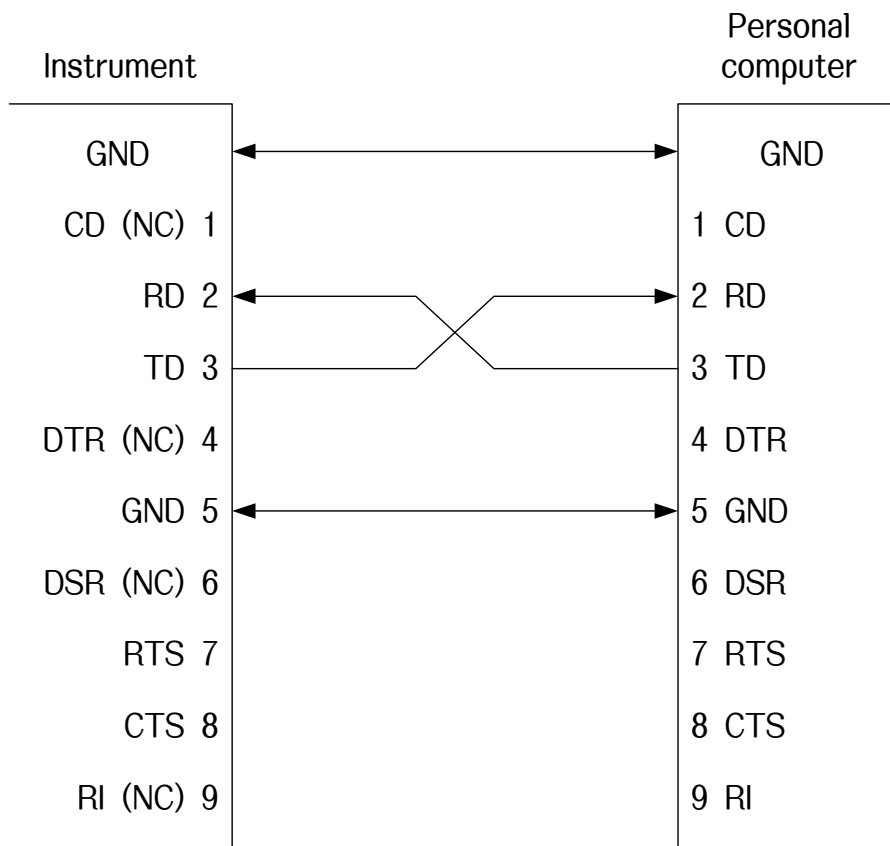 Instrument
Personal
computer
GND GND
CD (NC) 1 1 CD
RD 2 2 RD
TD 3 3 TD
DTR (NC) 4 4 DTR
GND 5 5 GND
DSR (NC) 6 6 DSR
RTS 7 7 RTS
CTS 8 8 CTS
RI (NC) 9 9 RI